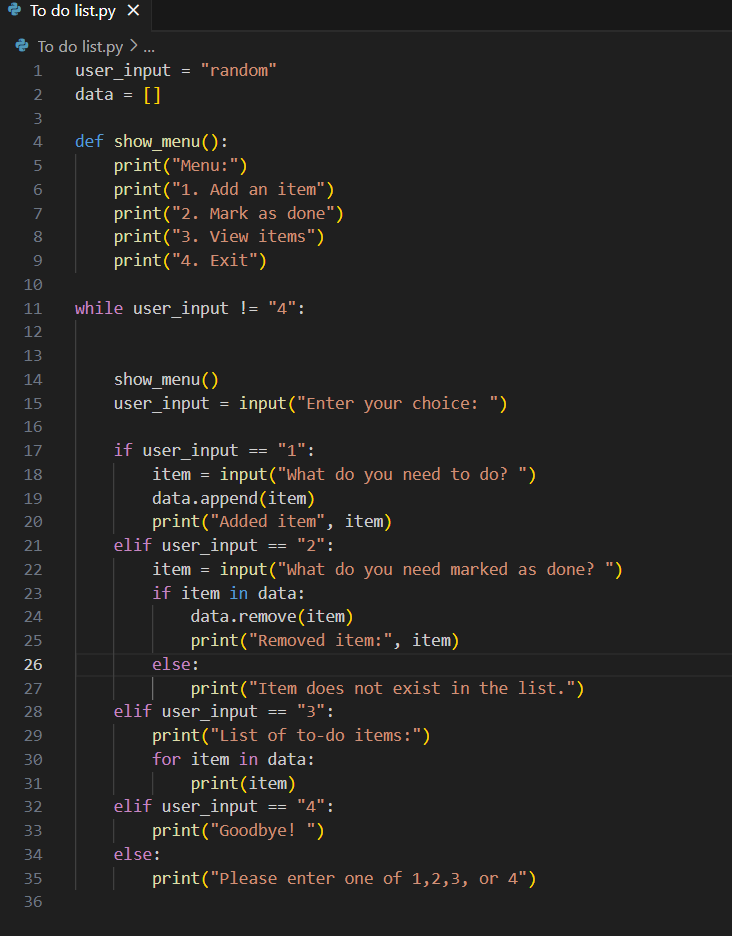 To do list.py ×
To do list.py > ...
1 user_input = "random"
2 data = []
3
4 def show_menu():
5     print("Menu:")
6     print("1. Add an item")
7     print("2. Mark as done")
8     print("3. View items")
9     print("4. Exit")
10
11 while user_input != "4":
12
13
14     show_menu()
15     user_input = input("Enter your choice: ")
16
17     if user_input == "1":
18         item = input("What do you need to do? ")
19         data.append(item)
20         print("Added item", item)
21     elif user_input == "2":
22         item = input("What do you need marked as done? ")
23         if item in data:
24             data.remove(item)
25             print("Removed item:", item)
26         else:
27             print("Item does not exist in the list.")
28     elif user_input == "3":
29         print("List of to-do items:")
30         for item in data:
31             print(item)
32     elif user_input == "4":
33         print("Goodbye! ")
34     else:
35         print("Please enter one of 1,2,3, or 4")
36